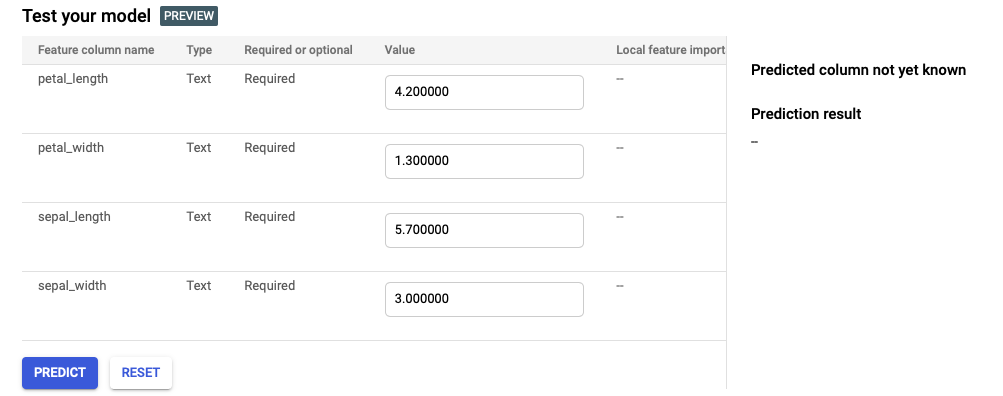 Test your model PREVIEW
Feature column name Type Required or optional Value Local feature import
petal_length Text Required 4.200000 --
petal_width Text Required 1.300000 --
sepal_length Text Required 5.700000 --
sepal_width Text Required 3.000000 --
PREDICT RESET
Predicted column not yet known
Prediction result
--